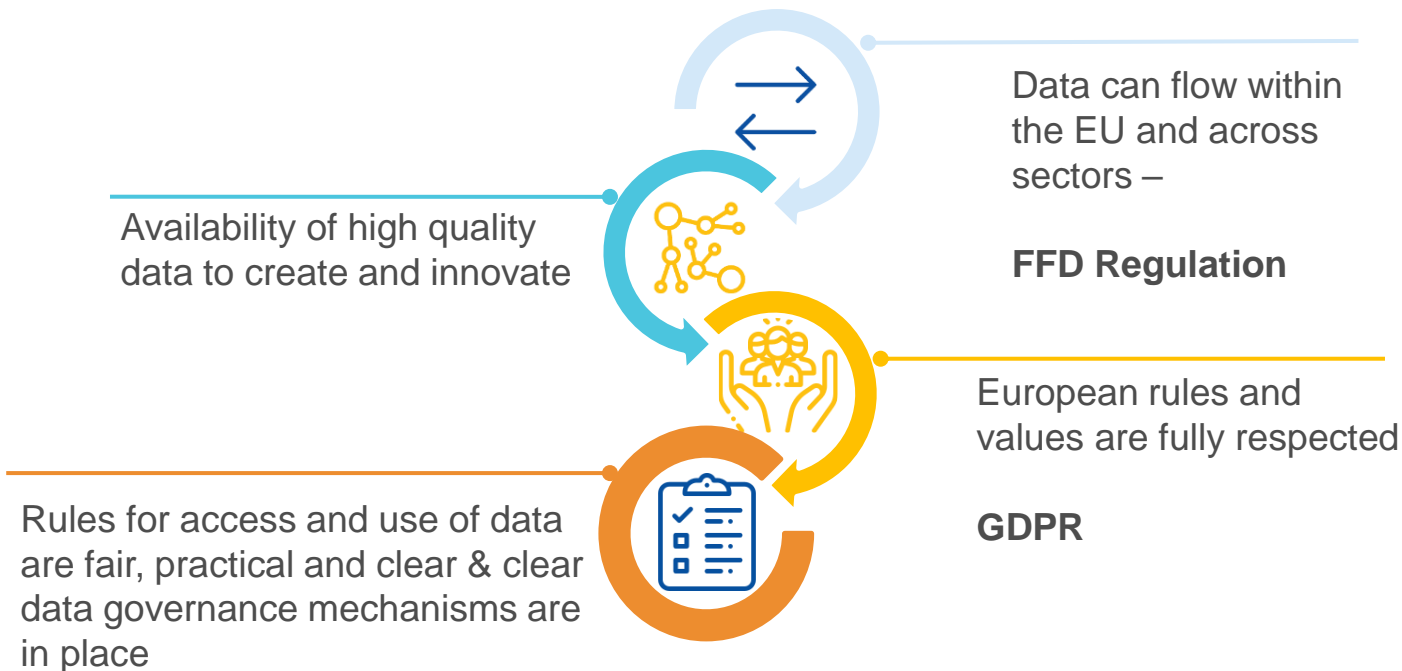 Data can flow within
the EU and across
sectors –
FFD Regulation
Availability of high quality
data to create and innovate
European rules and
values are fully respected
GDPR
Rules for access and use of data
are fair, practical and clear & clear
data governance mechanisms are
in place